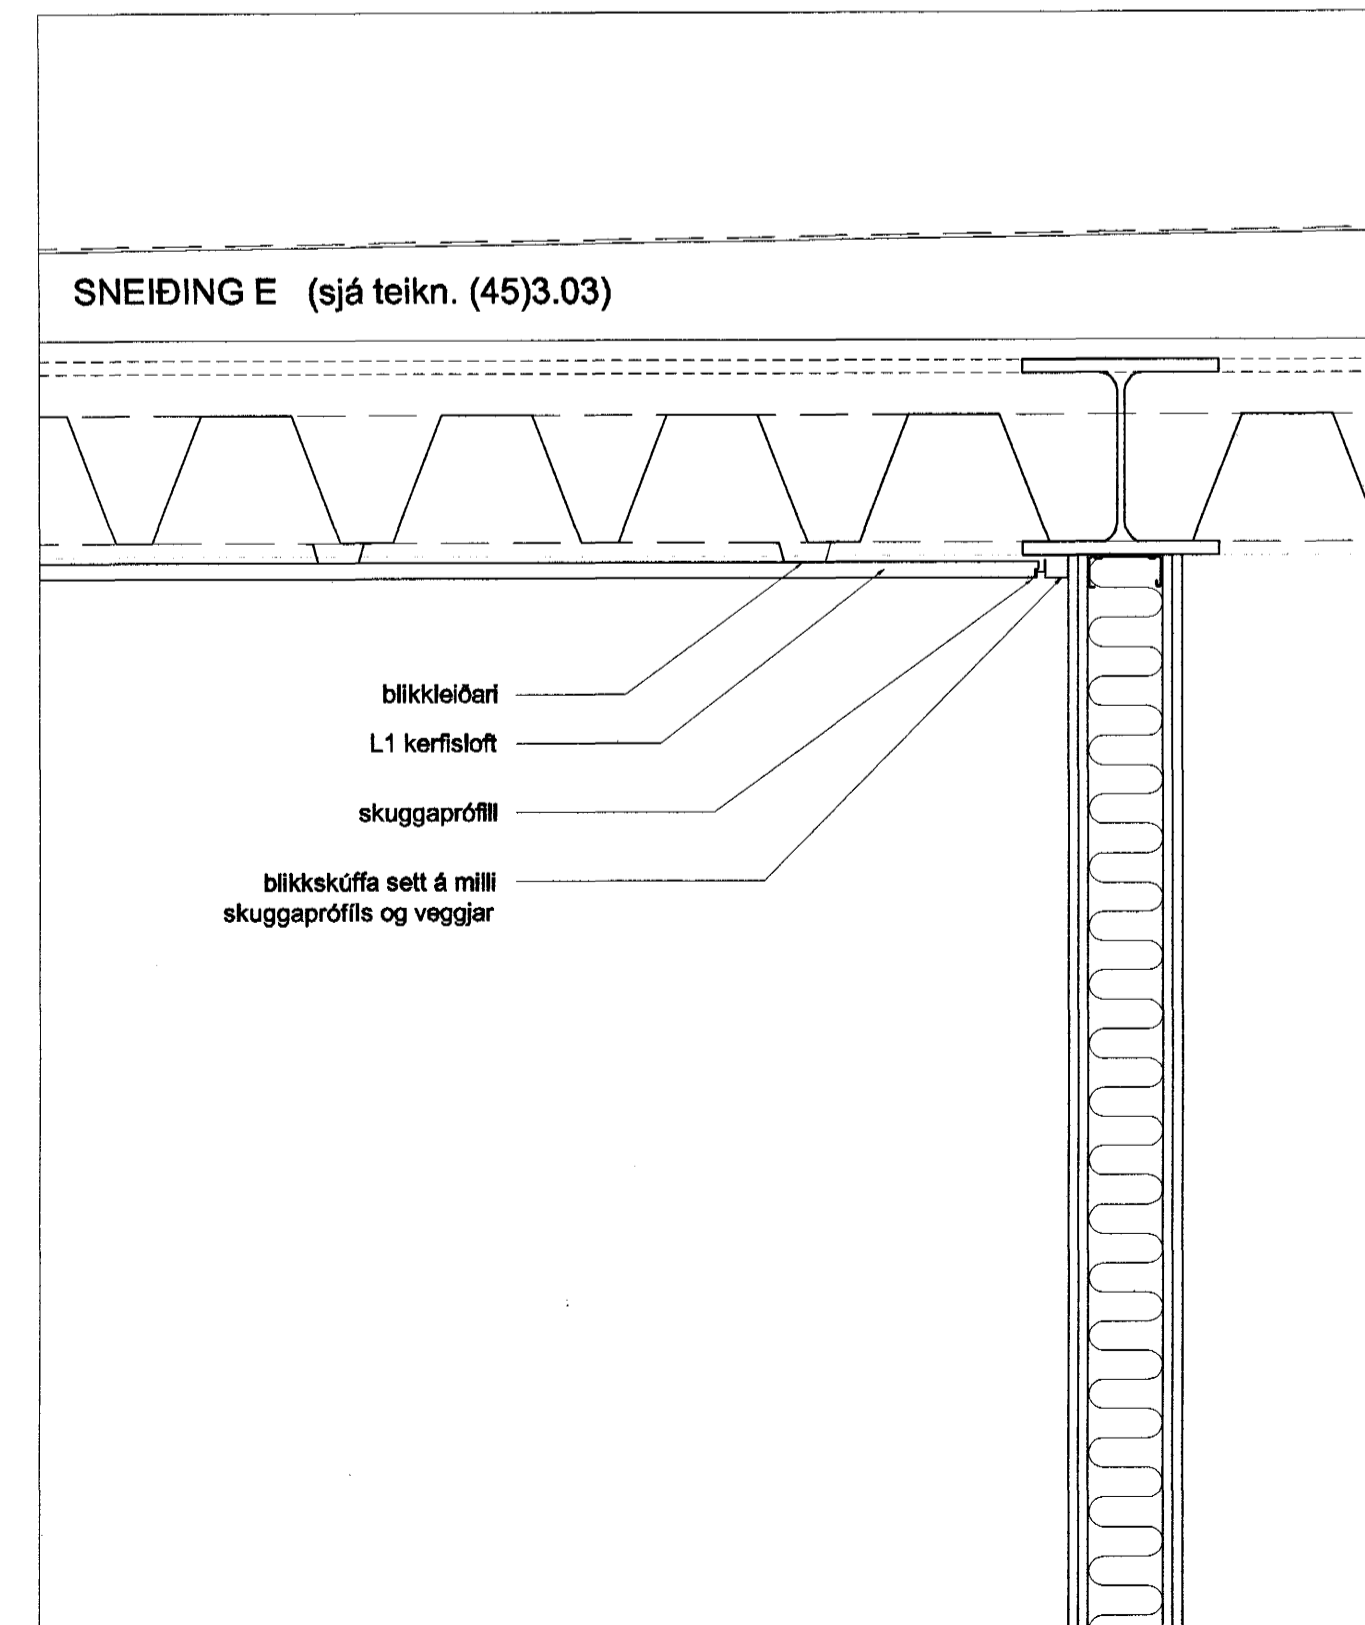 SNEIÐING E (sjá teikn. (45)3.03)
blikkleiðari
L1 kerfisloft
skuggaprófíll
blikkskúffa sett á milli
skuggaprófíls og veggjar